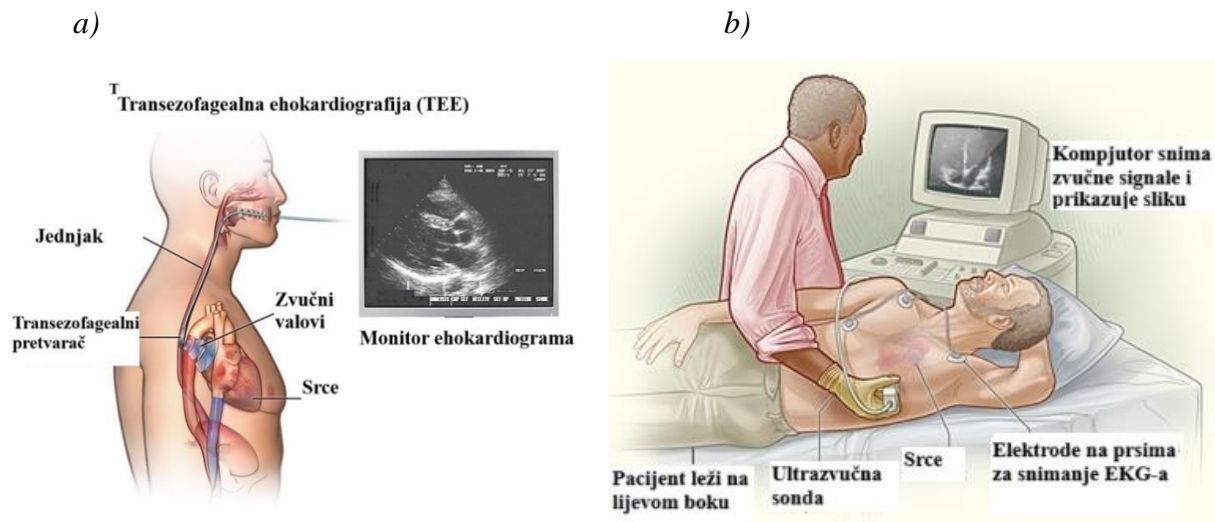 a)
b)
T
Transezofagealna ehokardiografija (TEE)
Jednjak
Zvučni
valovi
Transezofagealni
pretvarač
Monitor ehokardiograma
Srce
Kompjutor snima
zvučne signale i
prikazuje sliku
Pacijent leži na
lijevom boku
Ultrazvučna
sonda
Srce
Elektrode na prsima
za snimanje EKG-a